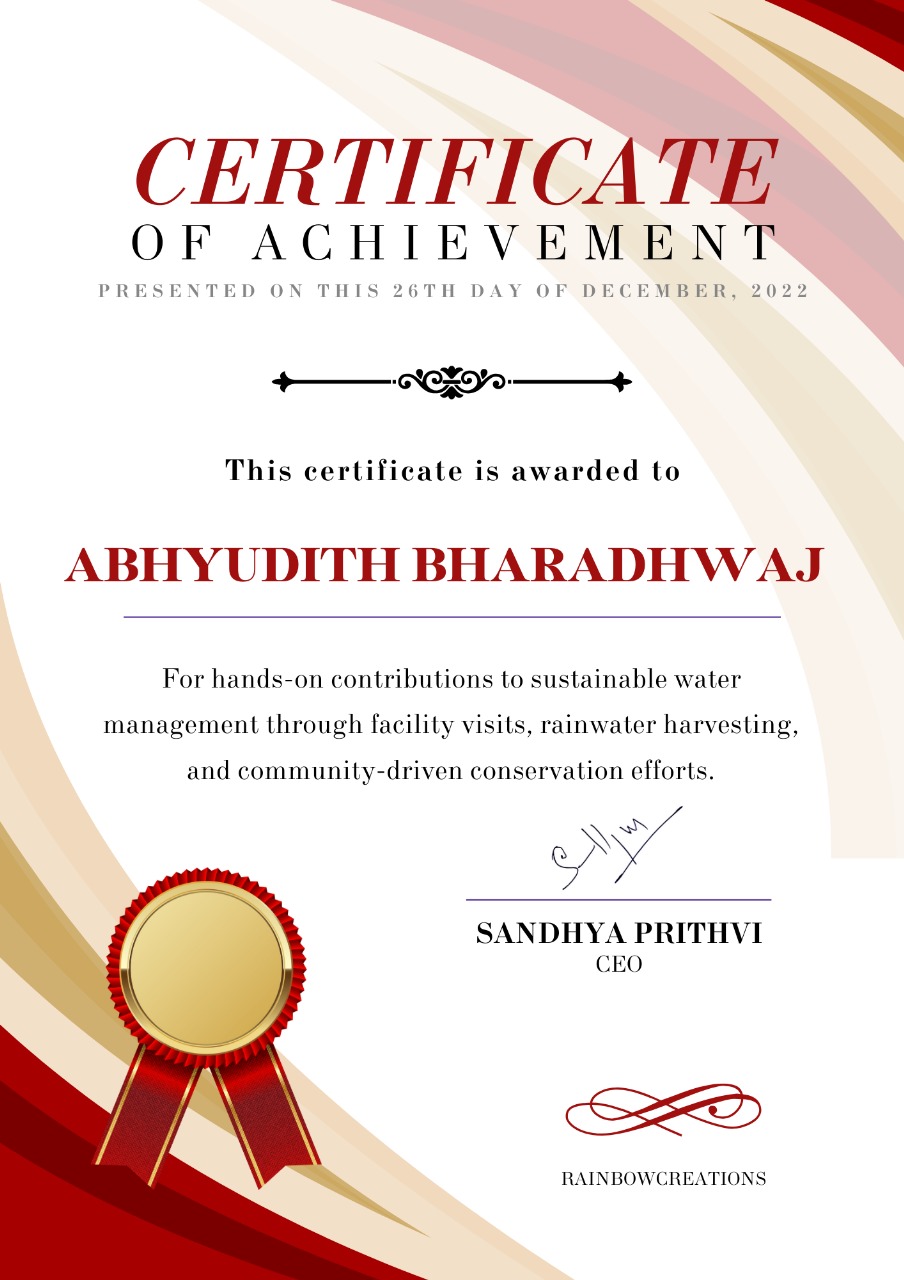 CERTIFICATE
OF ACHIEVEMENT
PRESENTED ON THIS 26TH DAY OF DECEMBER, 2022
This certificate is awarded to
ABHYUDITH BHARADHWAJ
For hands-on contributions to sustainable water
management through facility visits, rainwater harvesting,
and community-driven conservation efforts.
SANDHYA PRITHVI
CEO
RAINBOWCREATIONS